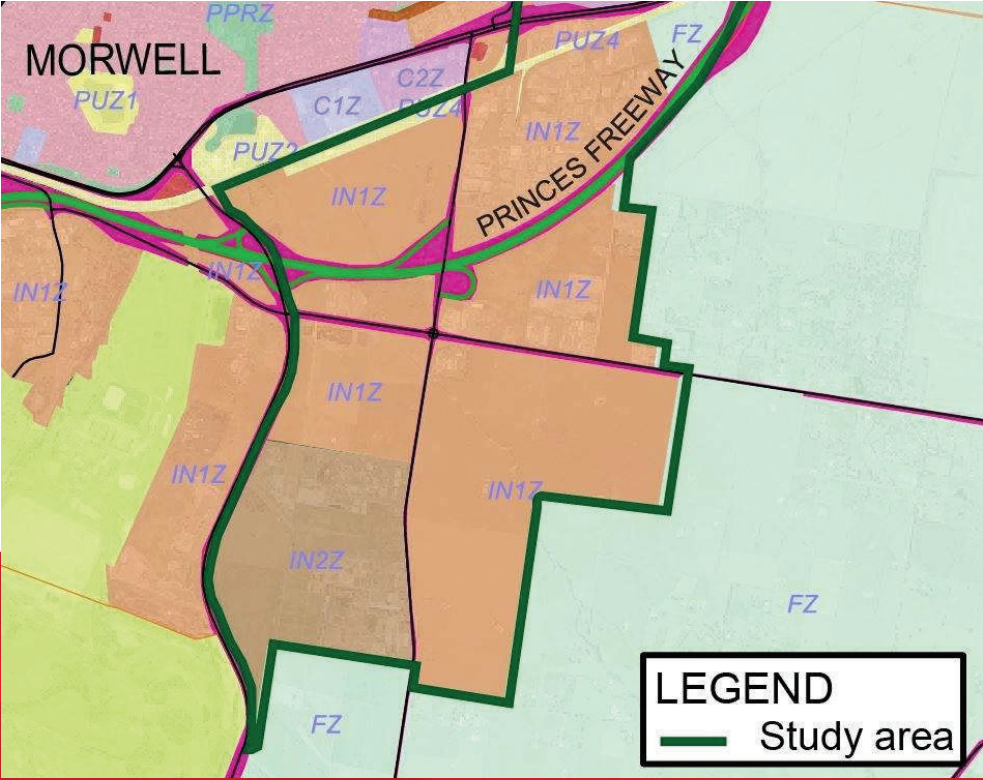 PPRZ
PUZ4
FZ
MORWELL
C2Z
PUZ1
C1Z
PUZ4
IN1Z
PUZ2
PRINCES FREEWAY
IN1Z
IN1Z
IN1Z
IN1Z
IN1Z
IN1Z
IN1Z
IN2Z
FZ
FZ
LEGEND
Study area